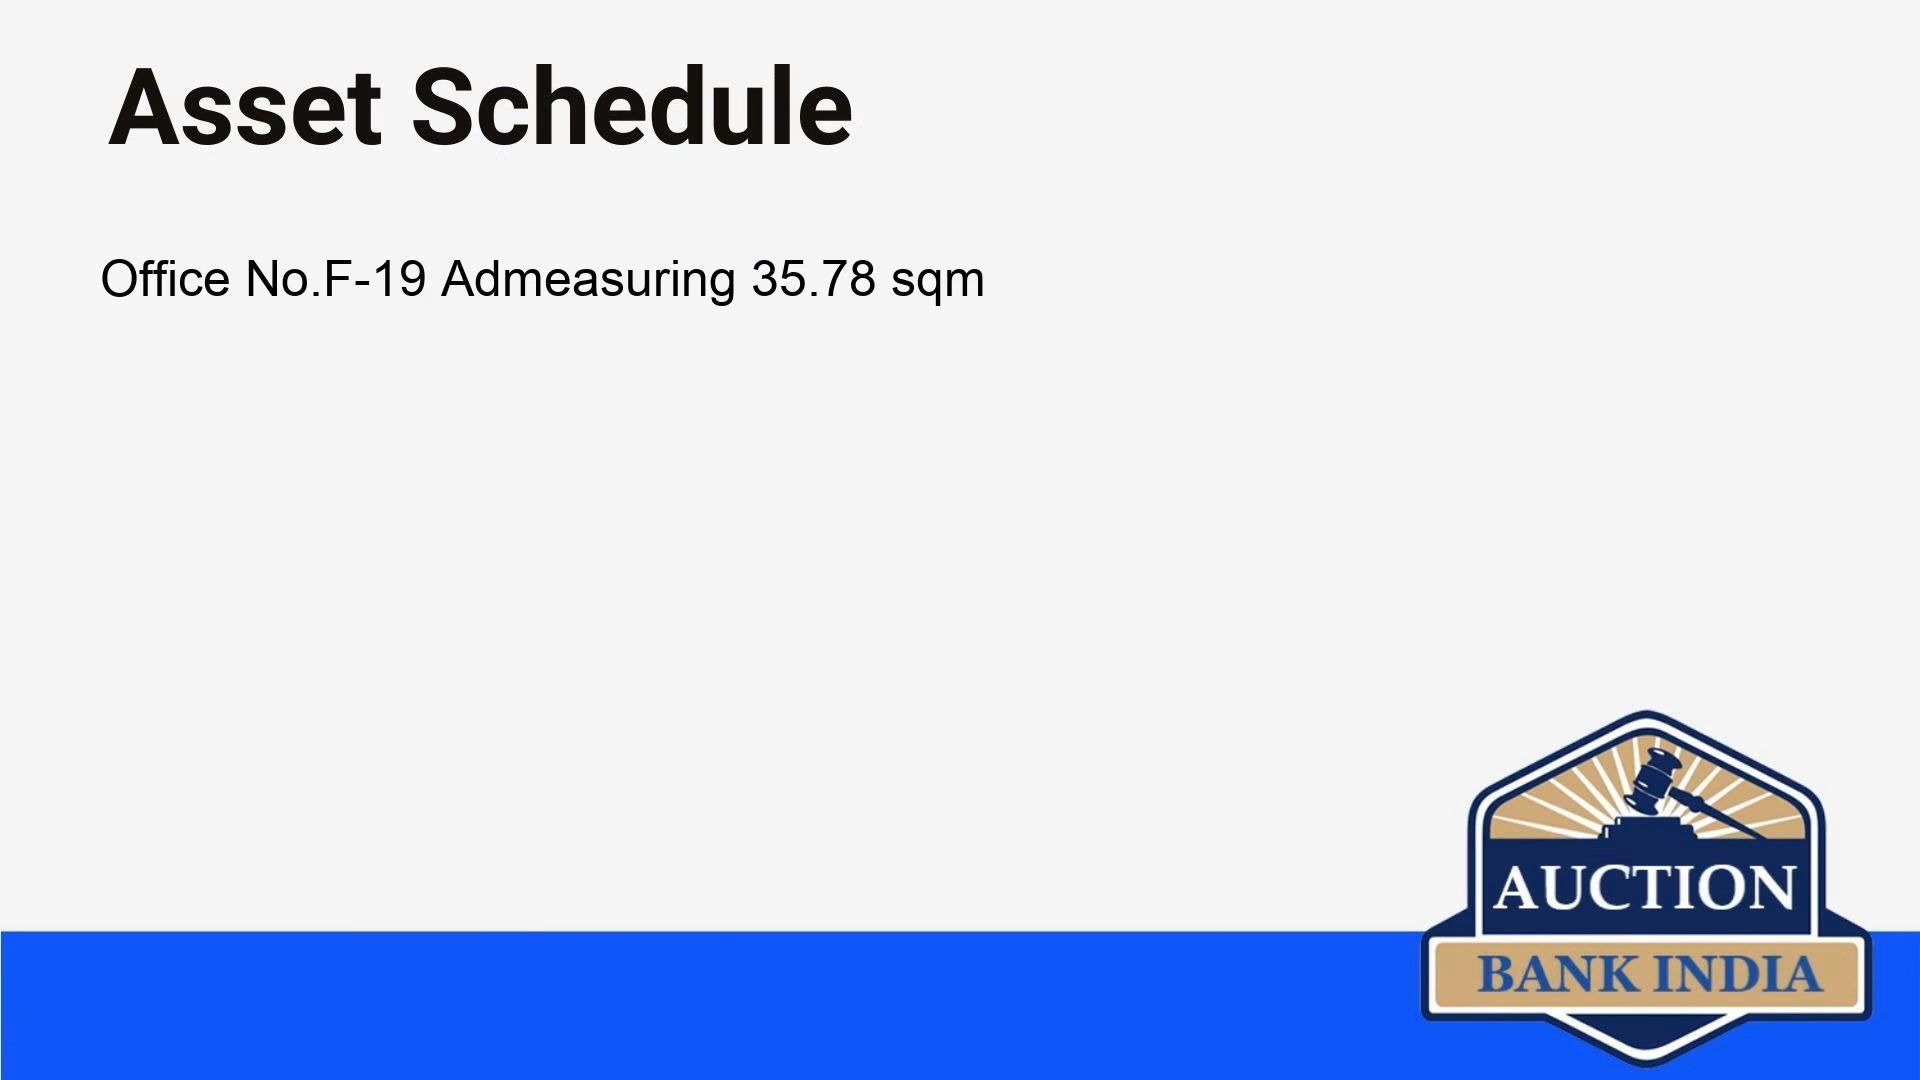 Asset Schedule
Office No.F-19 Admeasuring 35.78 sqm
AUCTION
BANK INDIA